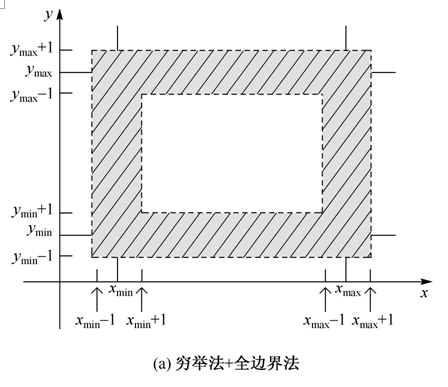 y
y_max+1
y_max
y_max−1
y_min+1
y_min
y_min−1
x_min x_max x
x_min−1 x_min+1 x_max−1 x_max+1
(a) 穷举法+全边界法